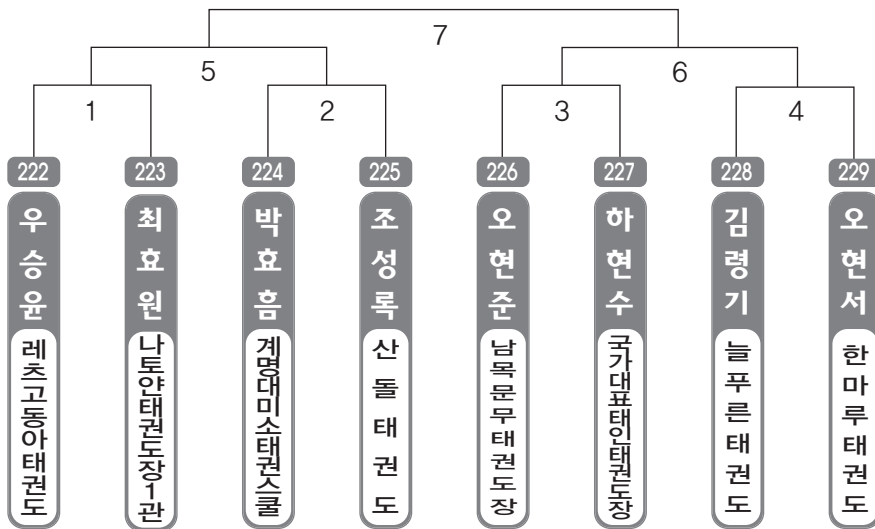 7
5
6
1
2
3
4
222
223
224
225
226
227
228
229
우승윤
최효원
박효흠
조성록
오현준
하현수
김령기
오현서
레츠고동아태권도
나토얀태권도장1관
계명대미소태권스쿨
산돌태권도
남목문무태권도장
국가대표태인태권도장
늘푸른태권도
한마루태권도